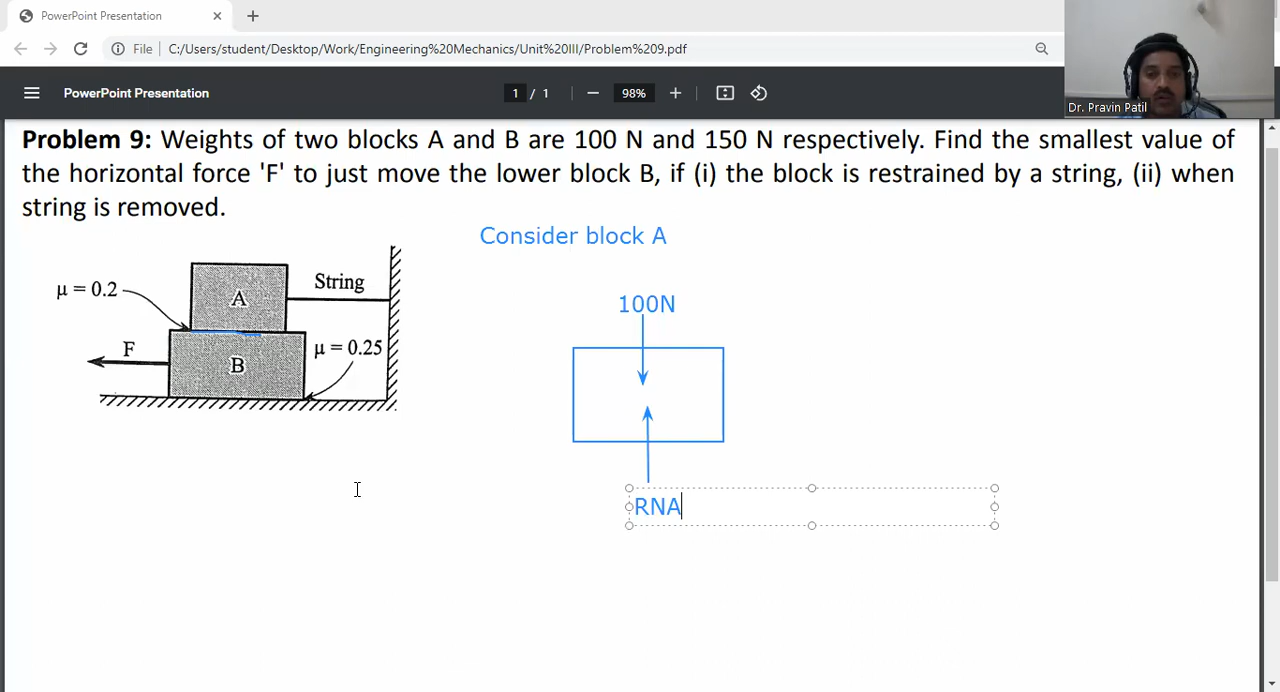 PowerPoint Presentation
File
C:/Users/student/Desktop/Work/Engineering%20Mechanics/Unit%20III/Problem%209.pdf
PowerPoint Presentation
1 / 1
98%
Dr. Pravin Patil
Problem 9: Weights of two blocks A and B are 100 N and 150 N respectively. Find the smallest value of
the horizontal force 'F' to just move the lower block B, if (i) the block is restrained by a string, (ii) when
string is removed.
Consider block A
μ = 0.2
A
String
F
B
μ = 0.25
100N
RNA